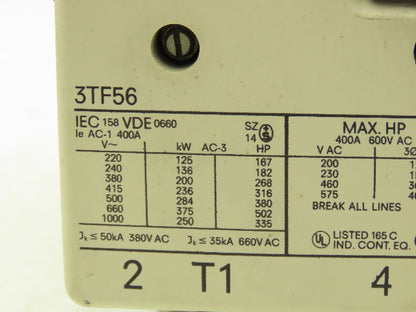 3TF56
IEC 158 VDE 0660
Ie AC-1 400A
SZ
14
V~ kW AC-3 HP
220 125 167
240 136 182
380 200 268
415 236 316
500 284 380
660 375 502
1000 250 335
Jk ≤ 50kA 380V AC Jk ≤ 35kA 660V AC
MAX. HP
400A 600V AC
V AC 3Ø
200
230
460
575
BREAK ALL LINES
UL LISTED 165 C
IND. CONT. EQ.
2 T1 4